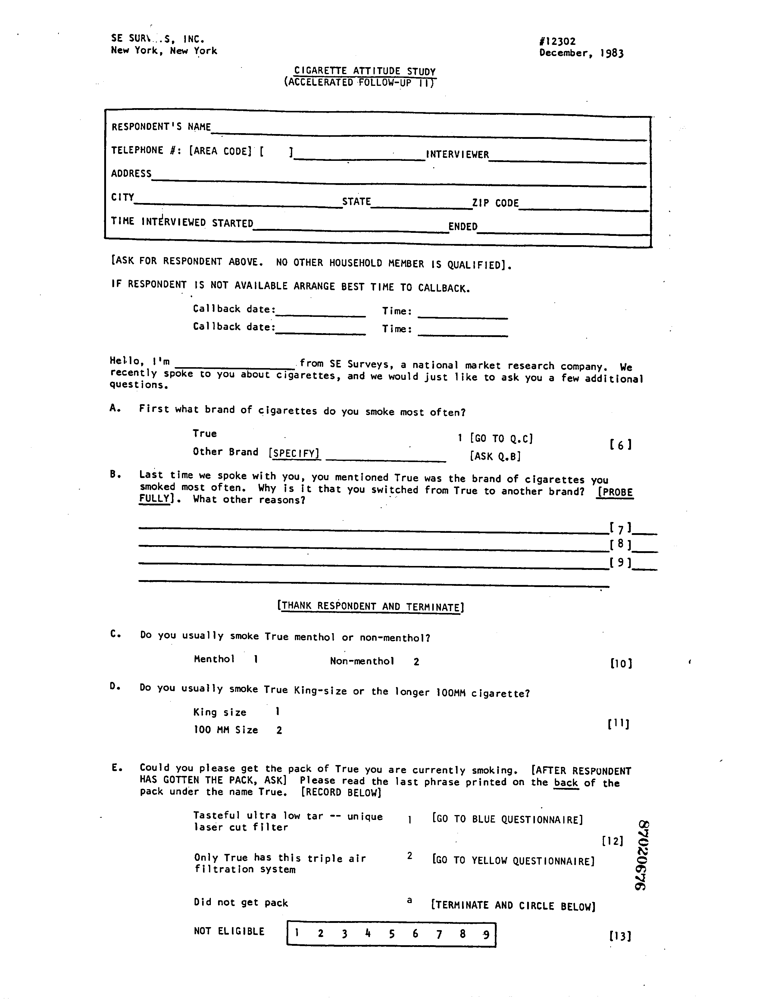 SE SURV...S, INC.
New York, New York
#12302
December, 1983
CIGARETTE ATTITUDE STUDY
(ACCELERATED FOLLOW-UP II)
RESPONDENT'S NAME
TELEPHONE #: [AREA CODE] [ ] INTERVIEWER
ADDRESS
CITY STATE ZIP CODE
TIME INTERVIEWED STARTED ENDED
[ASK FOR RESPONDENT ABOVE. NO OTHER HOUSEHOLD MEMBER IS QUALIFIED].
IF RESPONDENT IS NOT AVAILABLE ARRANGE BEST TIME TO CALLBACK.
Callback date: Time:
Callback date: Time:
Hello, I'm from SE Surveys, a national market research company. We
recently spoke to you about cigarettes, and we would just like to ask you a few additional
questions.
A. First what brand of cigarettes do you smoke most often?
True 1 [GO TO Q.C]
Other Brand [SPECIFY] [ASK Q.B]
[6]
B. Last time we spoke with you, you mentioned True was the brand of cigarettes you
smoked most often. Why is it that you switched from True to another brand? [PROBE
FULLY]. What other reasons?
[7]
[8]
[9]
[THANK RESPONDENT AND TERMINATE]
C. Do you usually smoke True menthol or non-menthol?
Menthol 1 Non-menthol 2 [10]
D. Do you usually smoke True King-size or the longer 100MM cigarette?
King size 1
100 MM Size 2
[11]
E. Could you please get the pack of True you are currently smoking. [AFTER RESPONDENT
HAS GOTTEN THE PACK, ASK] Please read the last phrase printed on the back of the
pack under the name True. [RECORD BELOW]
Tasteful ultra low tar -- unique 1 [GO TO BLUE QUESTIONNAIRE]
laser cut filter
[12]
Only True has this triple air 2 [GO TO YELLOW QUESTIONNAIRE]
filtration system
Did not get pack a [TERMINATE AND CIRCLE BELOW]
NOT ELIGIBLE 1 2 3 4 5 6 7 8 9 [13]
87020676